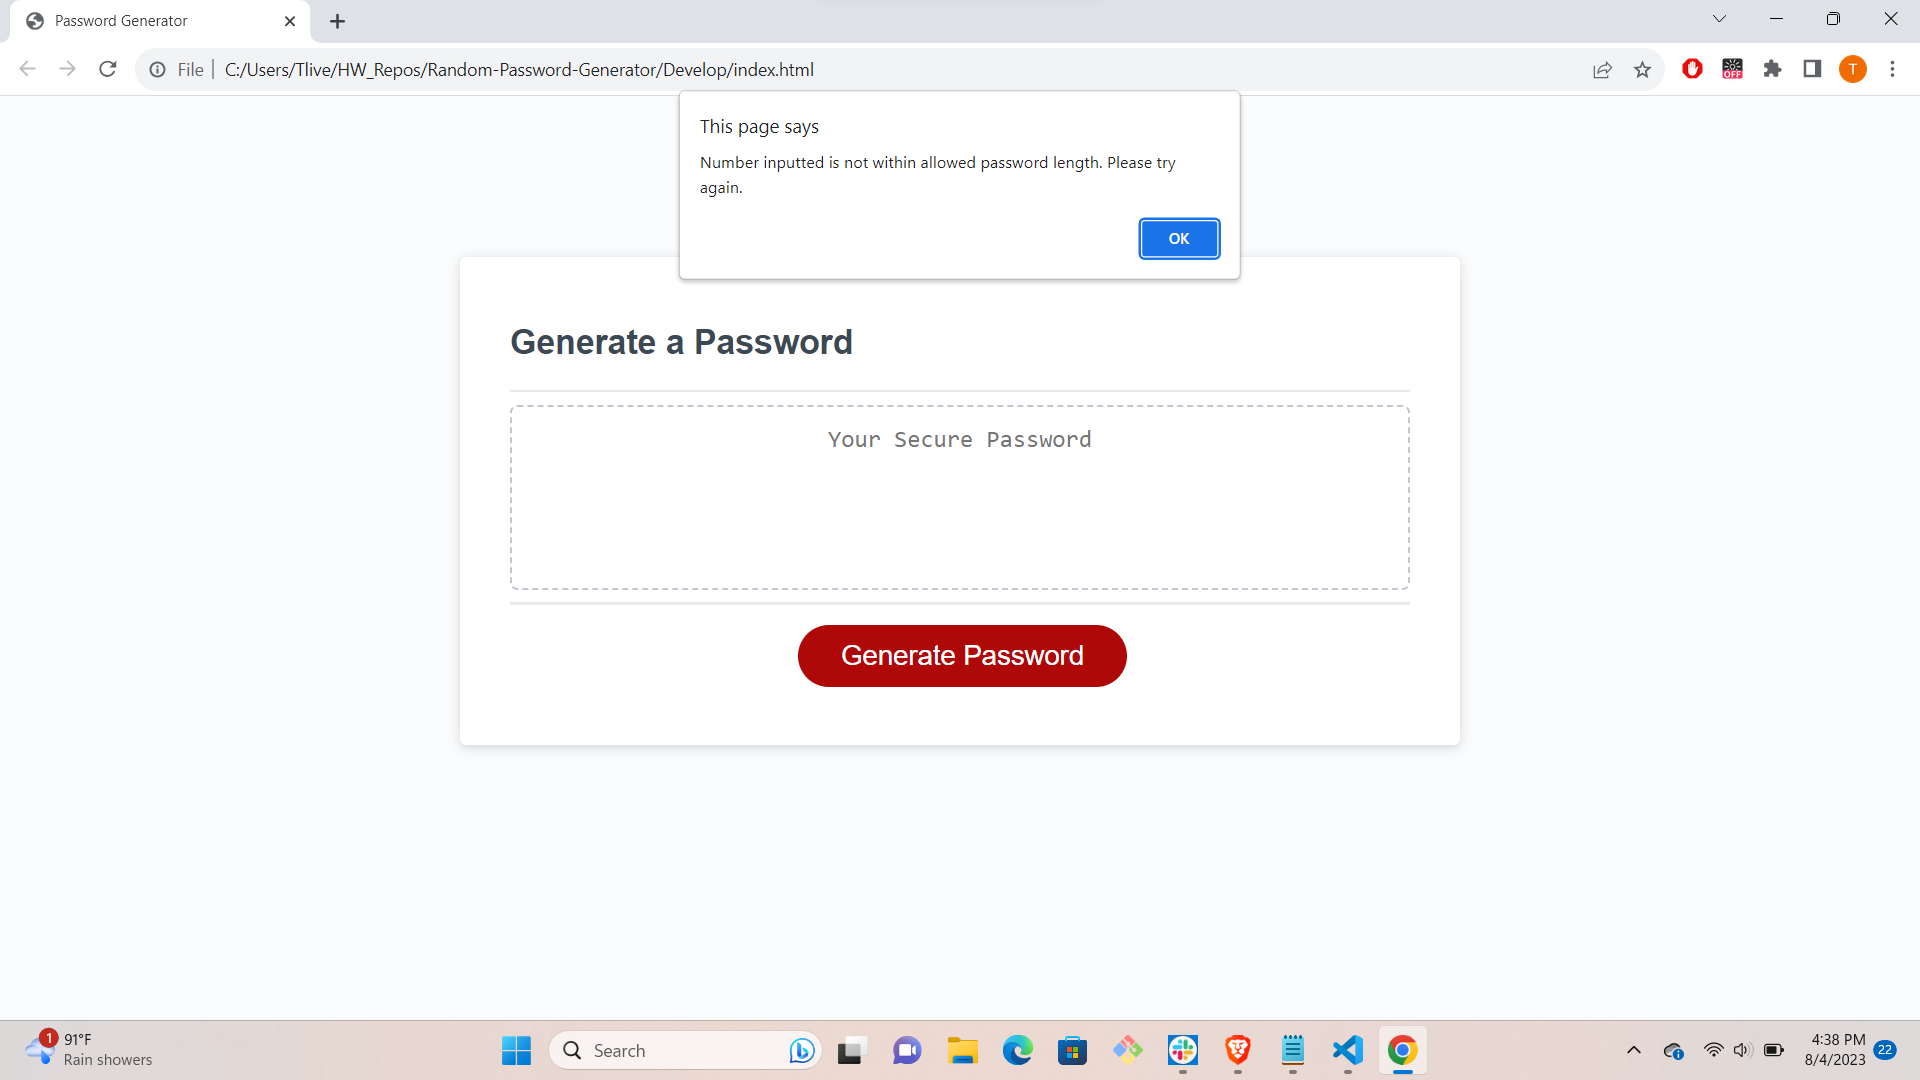 Password Generator
File
C:/Users/Tlive/HW_Repos/Random-Password-Generator/Develop/index.html
OFF
T
This page says
Number inputted is not within allowed password length. Please try
again.
OK
Generate a Password
Your Secure Password
Generate Password
1
91°F
Rain showers
Search
4:38 PM
8/4/2023
22